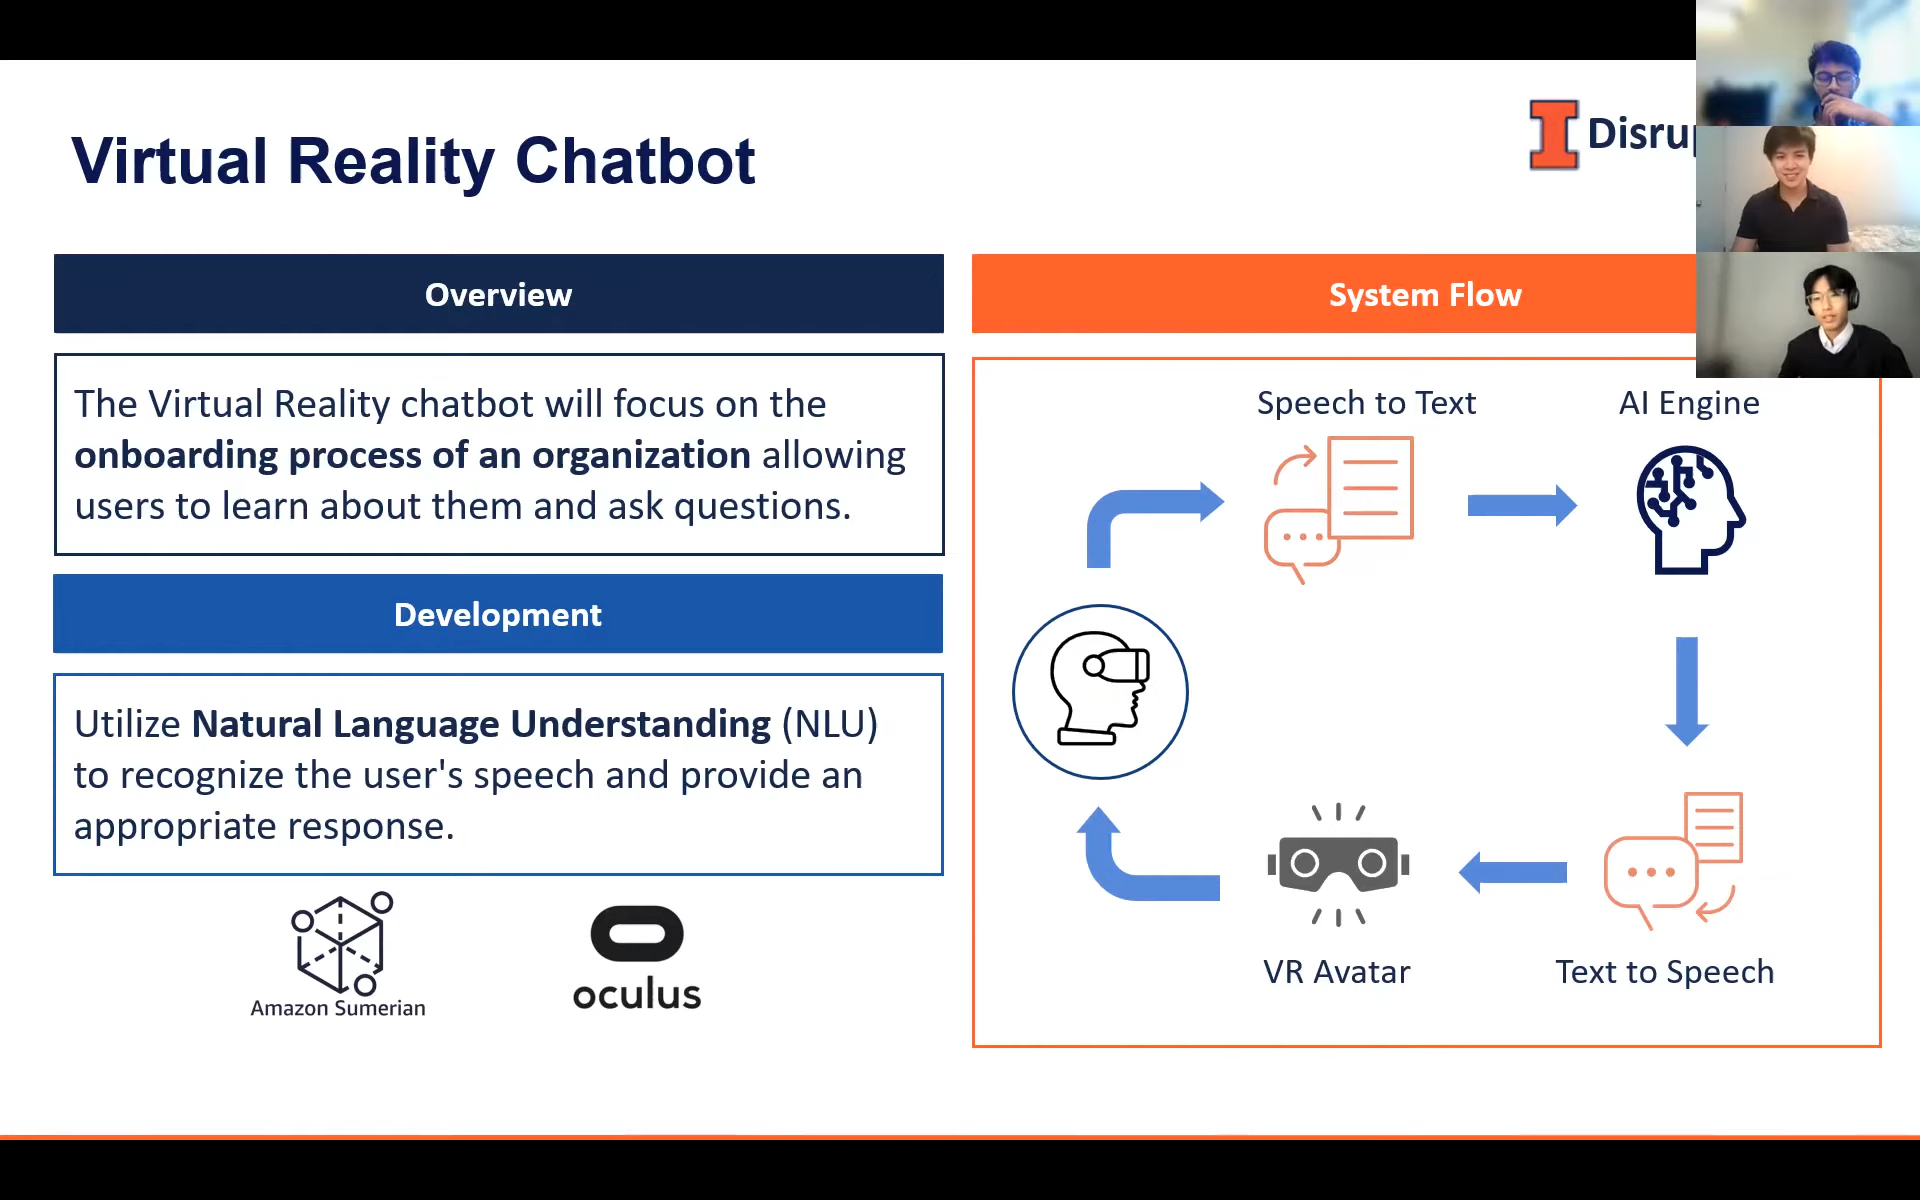 Virtual Reality Chatbot
Overview
The Virtual Reality chatbot will focus on the
onboarding process of an organization allowing
users to learn about them and ask questions.
Development
Utilize Natural Language Understanding (NLU)
to recognize the user's speech and provide an
appropriate response.
Amazon Sumerian
oculus
System Flow
Speech to Text
AI Engine
VR Avatar
Text to Speech